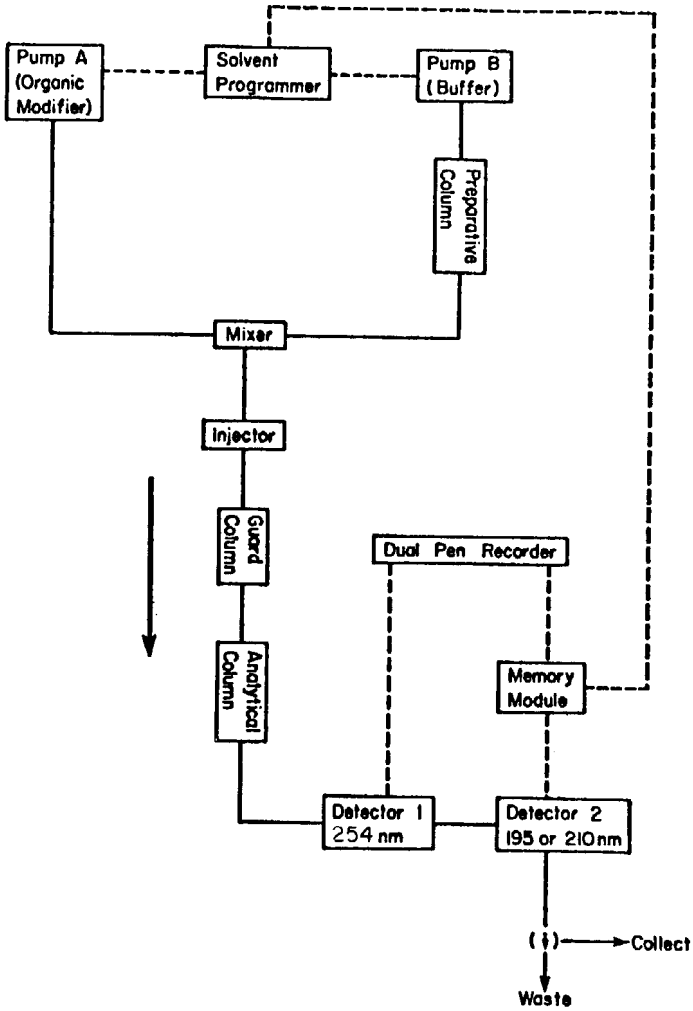 Pump A
(Organic
Modifier)
Solvent
Programmer
Pump B
(Buffer)
Preparative
Column
Mixer
Injector
Guard
Column
Dual Pen Recorder
Analytical
Column
Memory
Module
Detector 1
254 nm
Detector 2
195 or 210 nm
Collect
Waste